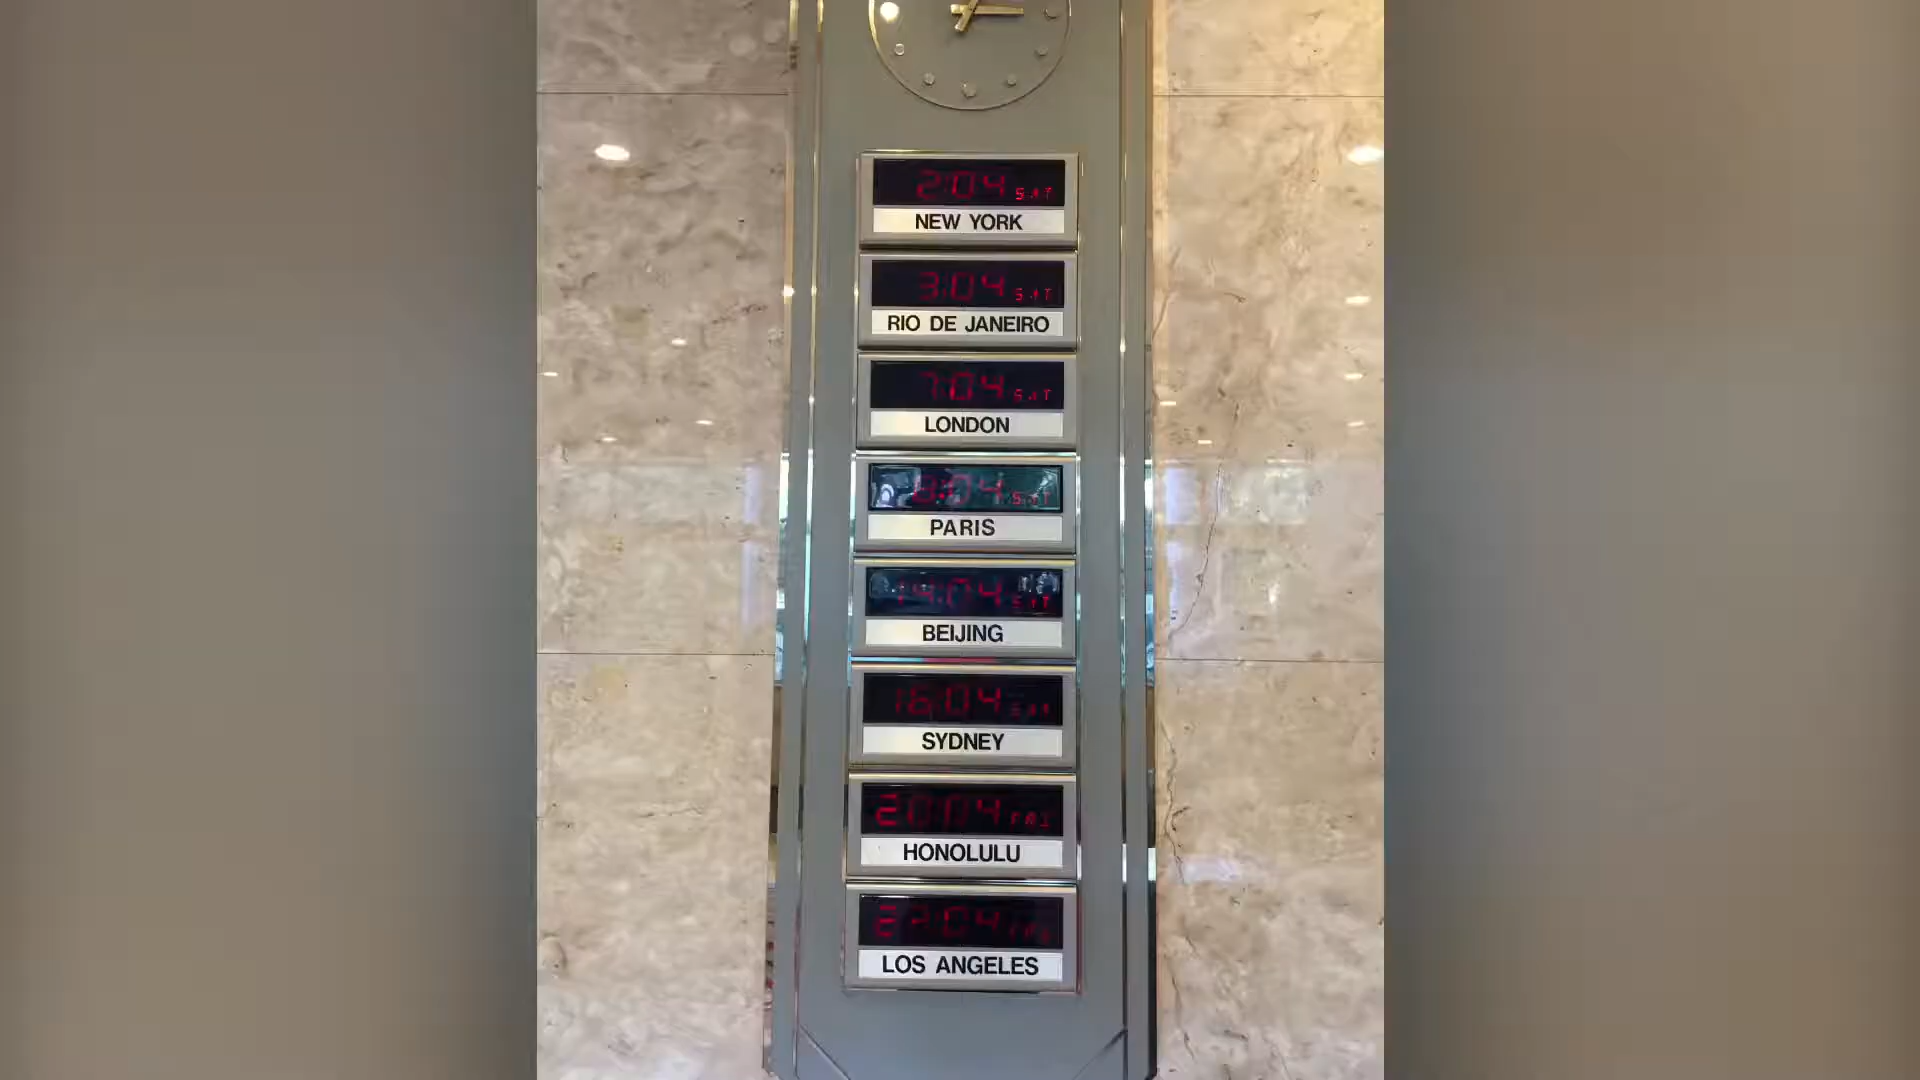 2:04 SAT
NEW YORK
3:04 SAT
RIO DE JANEIRO
7:04 SAT
LONDON
8:04 SAT
PARIS
14:04 SAT
BEIJING
16:04 SAT
SYDNEY
20:04 FRI
HONOLULU
LOS ANGELES